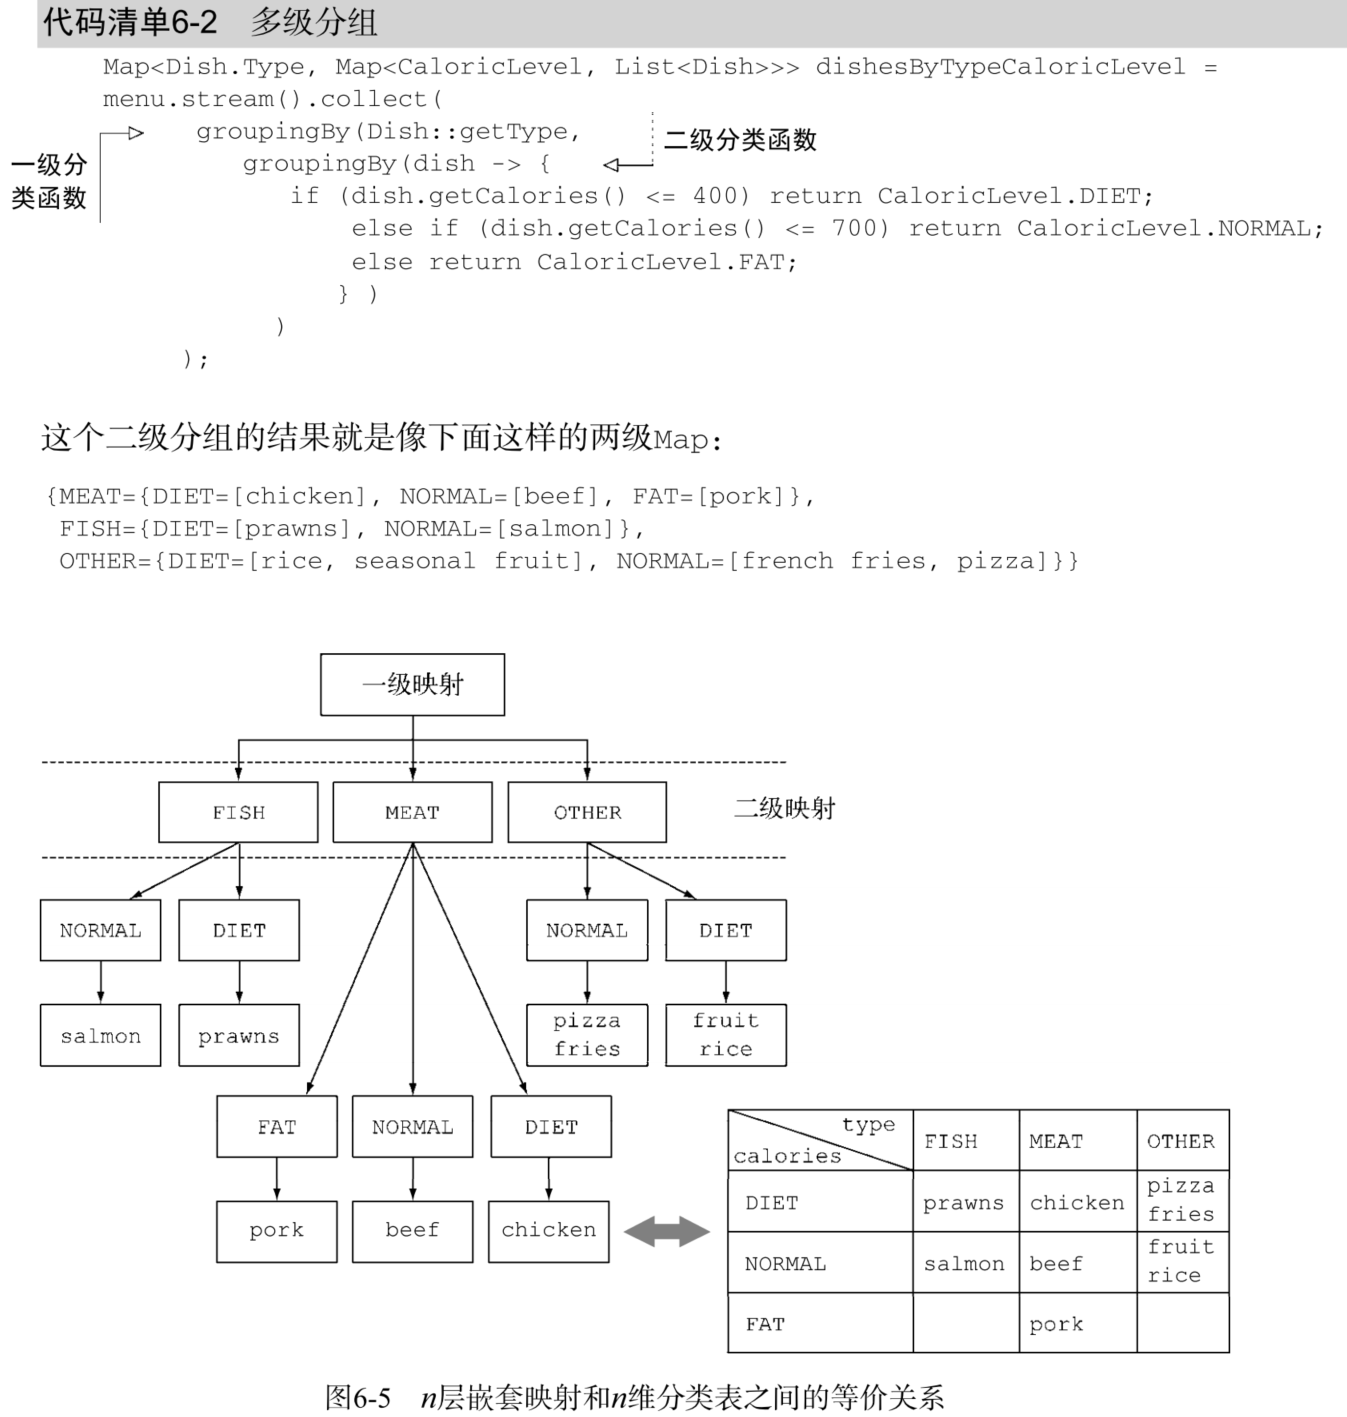 代码清单6-2 多级分组
Map<Dish.Type, Map<CaloricLevel, List<Dish>>> dishesByTypeCaloricLevel =
menu.stream().collect(
groupingBy(Dish::getType,
二级分类函数
groupingBy(dish -> {
一级分
类函数
if (dish.getCalories() <= 400) return CaloricLevel.DIET;
else if (dish.getCalories() <= 700) return CaloricLevel.NORMAL;
else return CaloricLevel.FAT;
} )
)
);
这个二级分组的结果就是像下面这样的两级Map：
{MEAT={DIET=[chicken], NORMAL=[beef], FAT=[pork]},
FISH={DIET=[prawns], NORMAL=[salmon]},
OTHER={DIET=[rice, seasonal fruit], NORMAL=[french fries, pizza]}}
一级映射
FISH MEAT OTHER 二级映射
NORMAL DIET NORMAL DIET
salmon prawns pizza fruit
fries rice
FAT NORMAL DIET
pork beef chicken
type
calories FISH MEAT OTHER
DIET prawns chicken pizza
fries
NORMAL salmon beef fruit
rice
FAT pork
图6-5 n层嵌套映射和n维分类表之间的等价关系